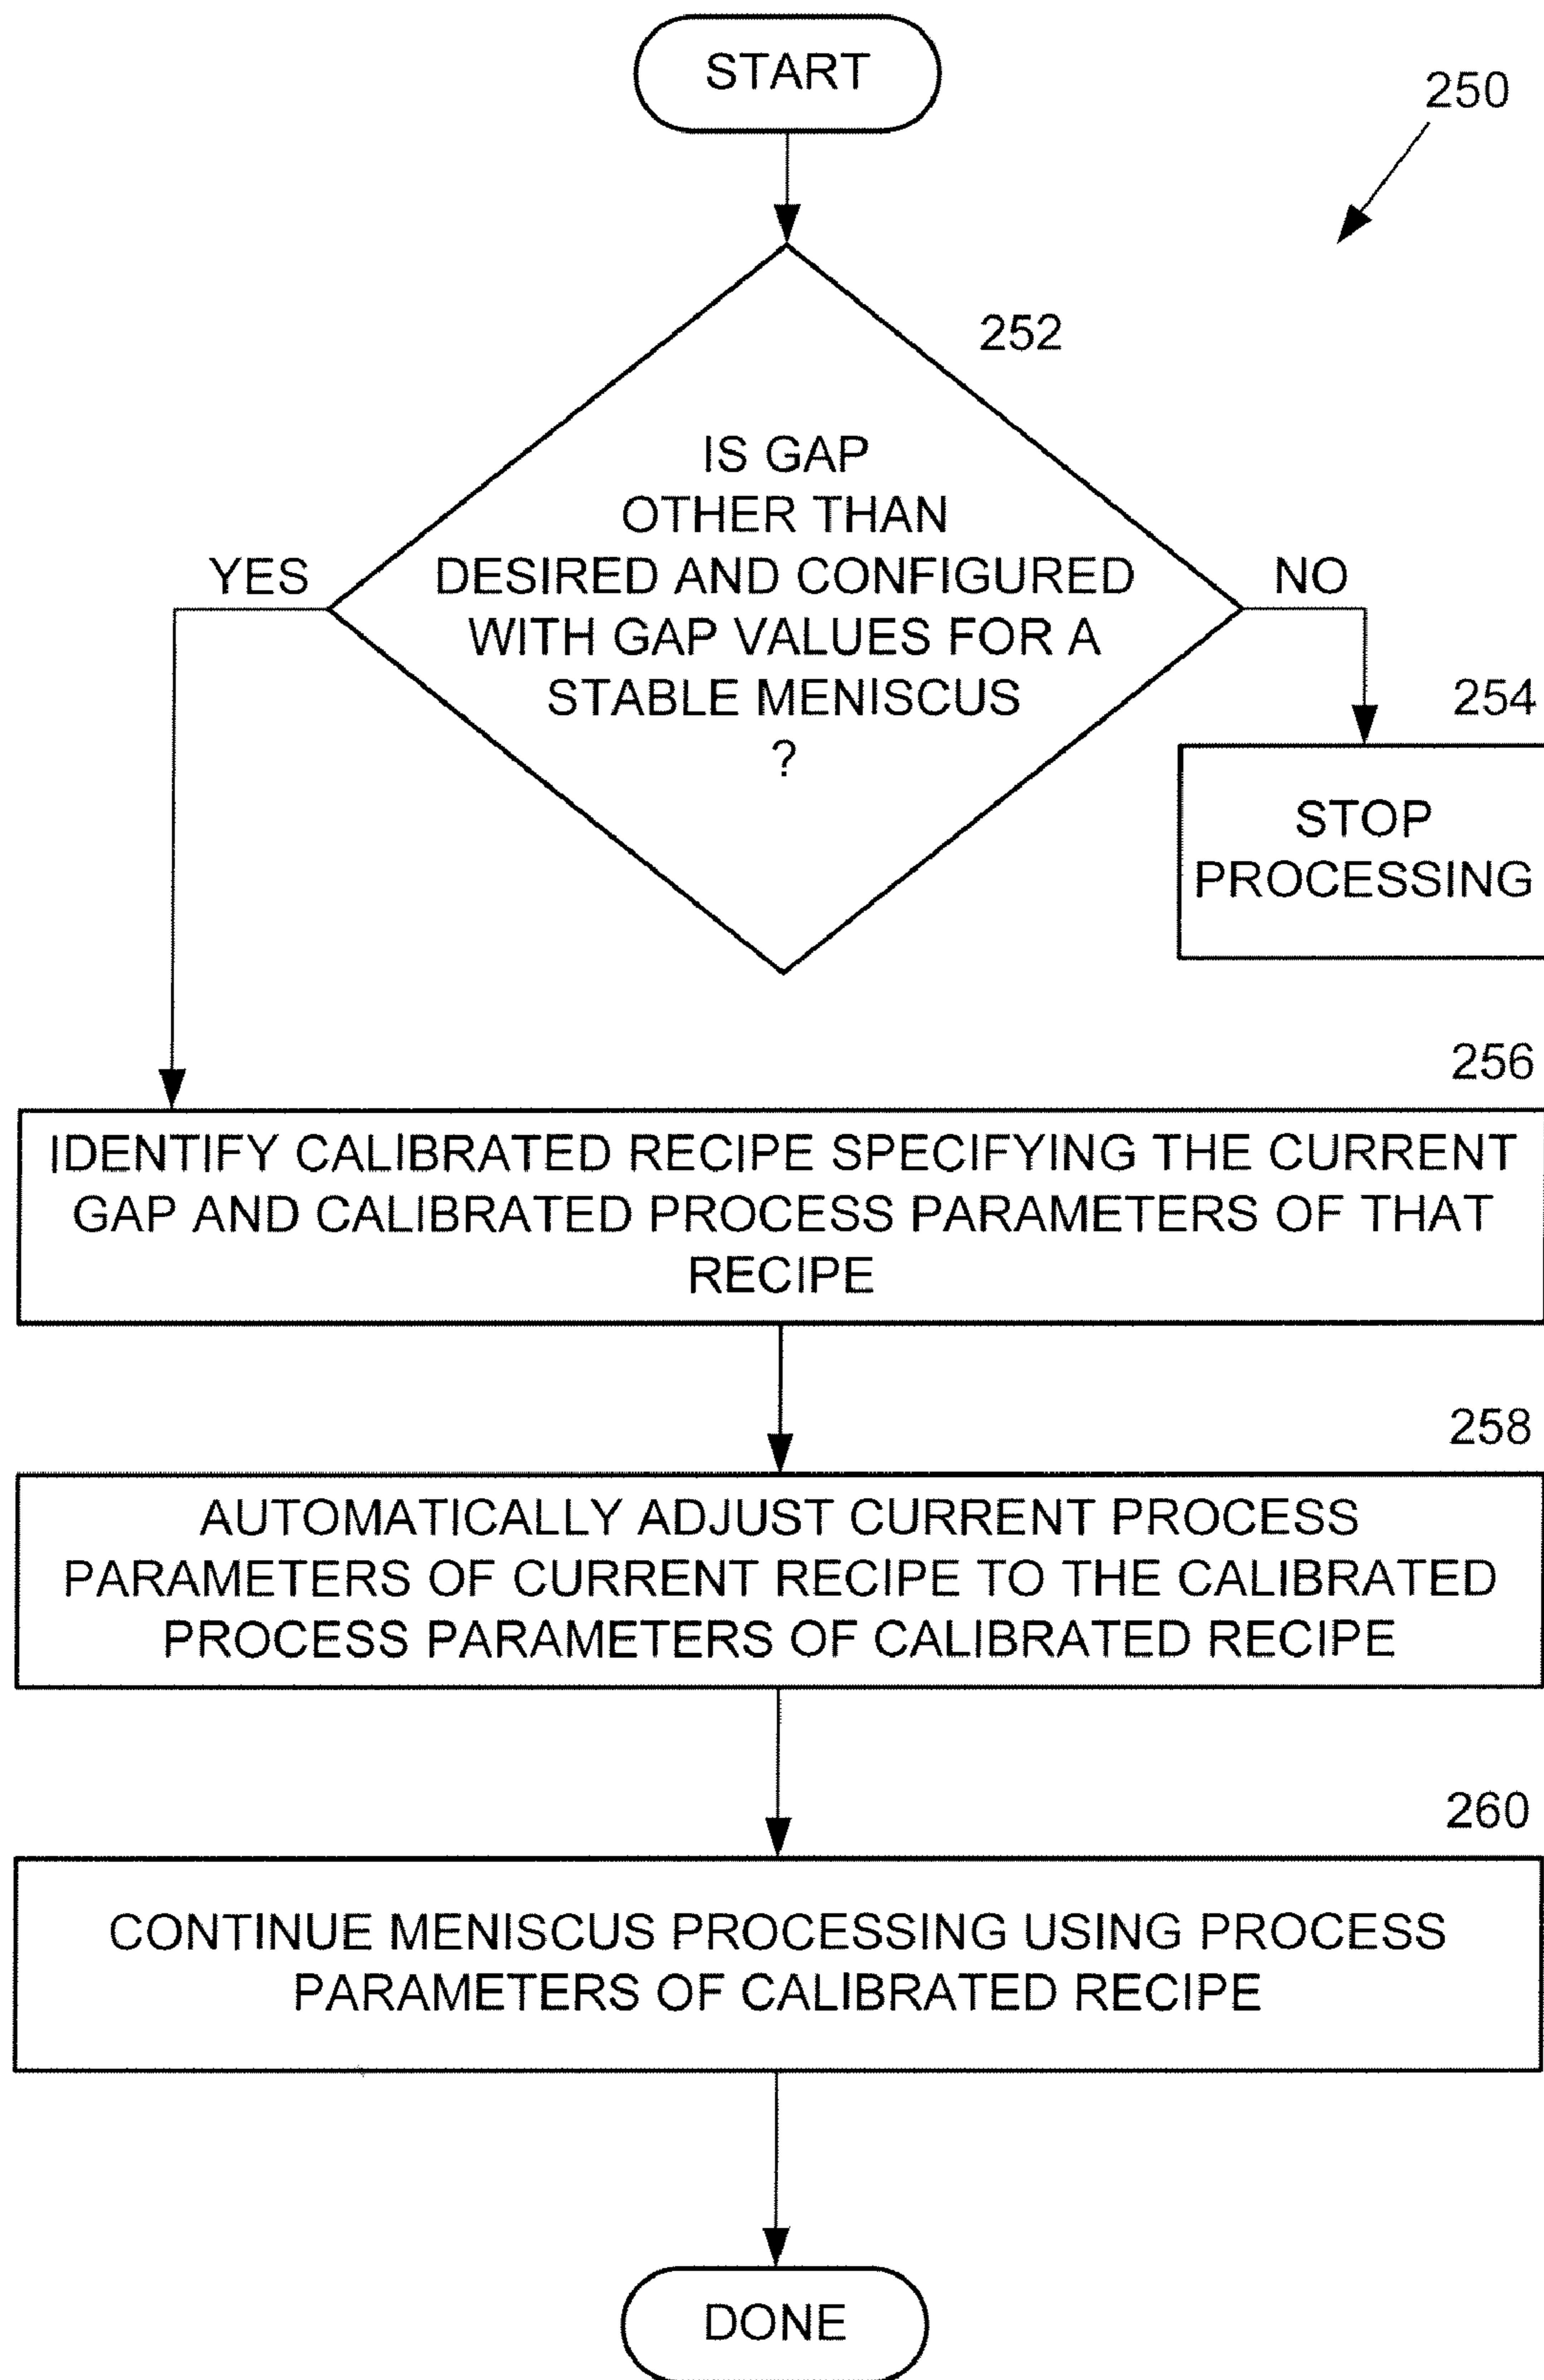 START
250
252
IS GAP
OTHER THAN
DESIRED AND CONFIGURED
WITH GAP VALUES FOR A
STABLE MENISCUS
?
YES
NO
254
STOP
PROCESSING
256
IDENTIFY CALIBRATED RECIPE SPECIFYING THE CURRENT
GAP AND CALIBRATED PROCESS PARAMETERS OF THAT
RECIPE
258
AUTOMATICALLY ADJUST CURRENT PROCESS
PARAMETERS OF CURRENT RECIPE TO THE CALIBRATED
PROCESS PARAMETERS OF CALIBRATED RECIPE
260
CONTINUE MENISCUS PROCESSING USING PROCESS
PARAMETERS OF CALIBRATED RECIPE
DONE